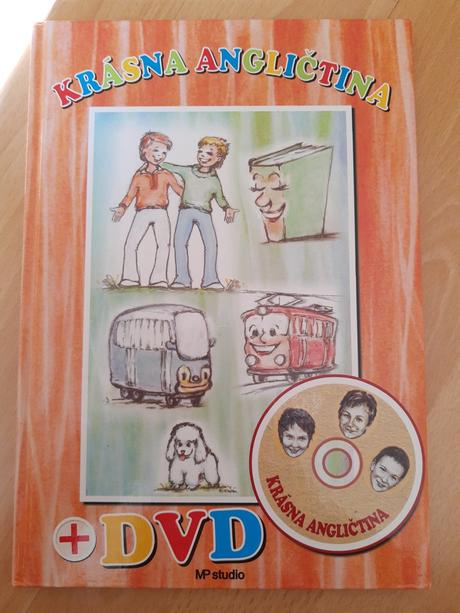 KRÁSNA ANGLIČTINA
KRÁSNA ANGLIČTINA
+ DVD
MP studio